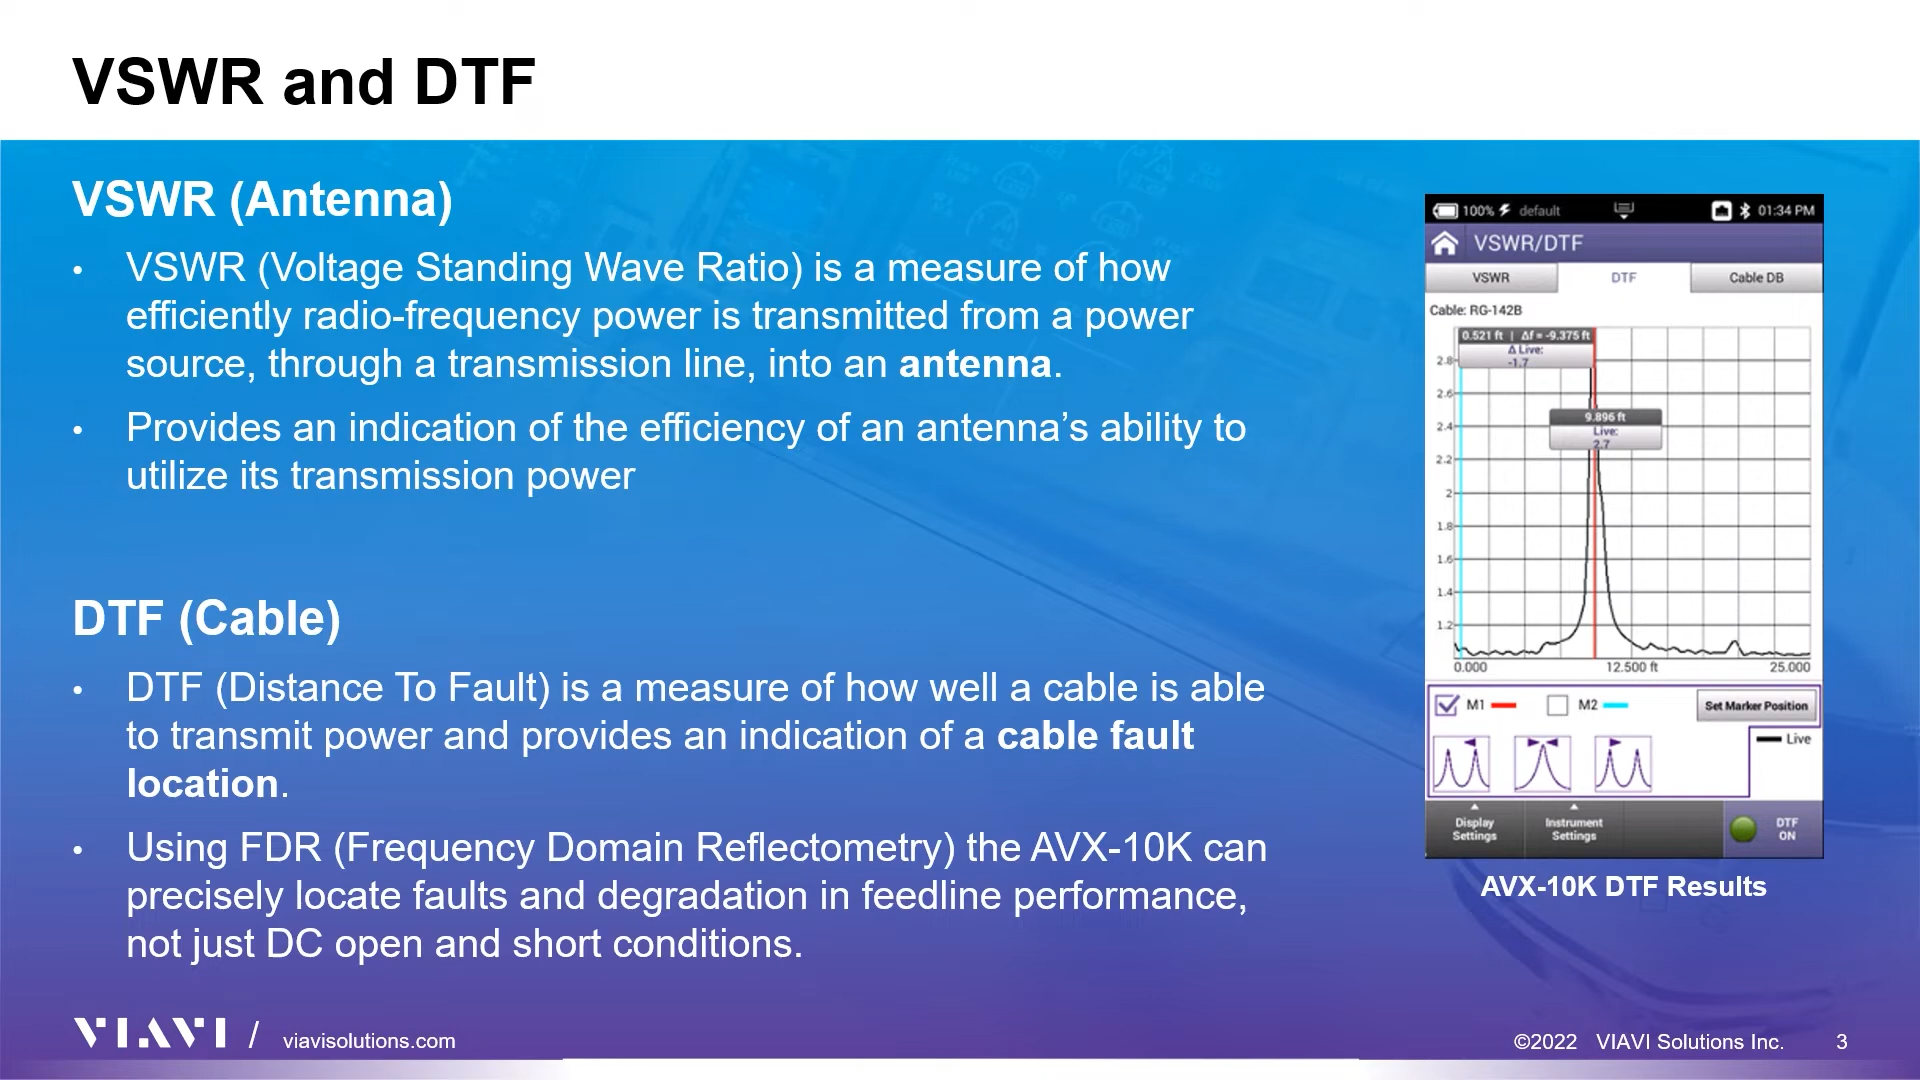 VSWR and DTF
VSWR (Antenna)
• VSWR (Voltage Standing Wave Ratio) is a measure of how
efficiently radio-frequency power is transmitted from a power
source, through a transmission line, into an antenna.
• Provides an indication of the efficiency of an antenna’s ability to
utilize its transmission power
DTF (Cable)
• DTF (Distance To Fault) is a measure of how well a cable is able
to transmit power and provides an indication of a cable fault
location.
• Using FDR (Frequency Domain Reflectometry) the AVX-10K can
precisely locate faults and degradation in feedline performance,
not just DC open and short conditions.
100% default 01:34 PM
VSWR/DTF
VSWR DTF Cable DB
Cable: RG-142B
0.521 ft | Δf = -9.375 ft
Δ Live:
-1.7
9.896 ft
Live:
2.7
2.8
2.6
2.4
2.2
2
1.8
1.6
1.4
1.2
0.000 12.500 ft 25.000
M1 M2 Set Marker Position
Live
Display
Settings
Instrument
Settings
DTF
ON
AVX-10K DTF Results
VIAVI / viavisolutions.com
©2022 VIAVI Solutions Inc. 3